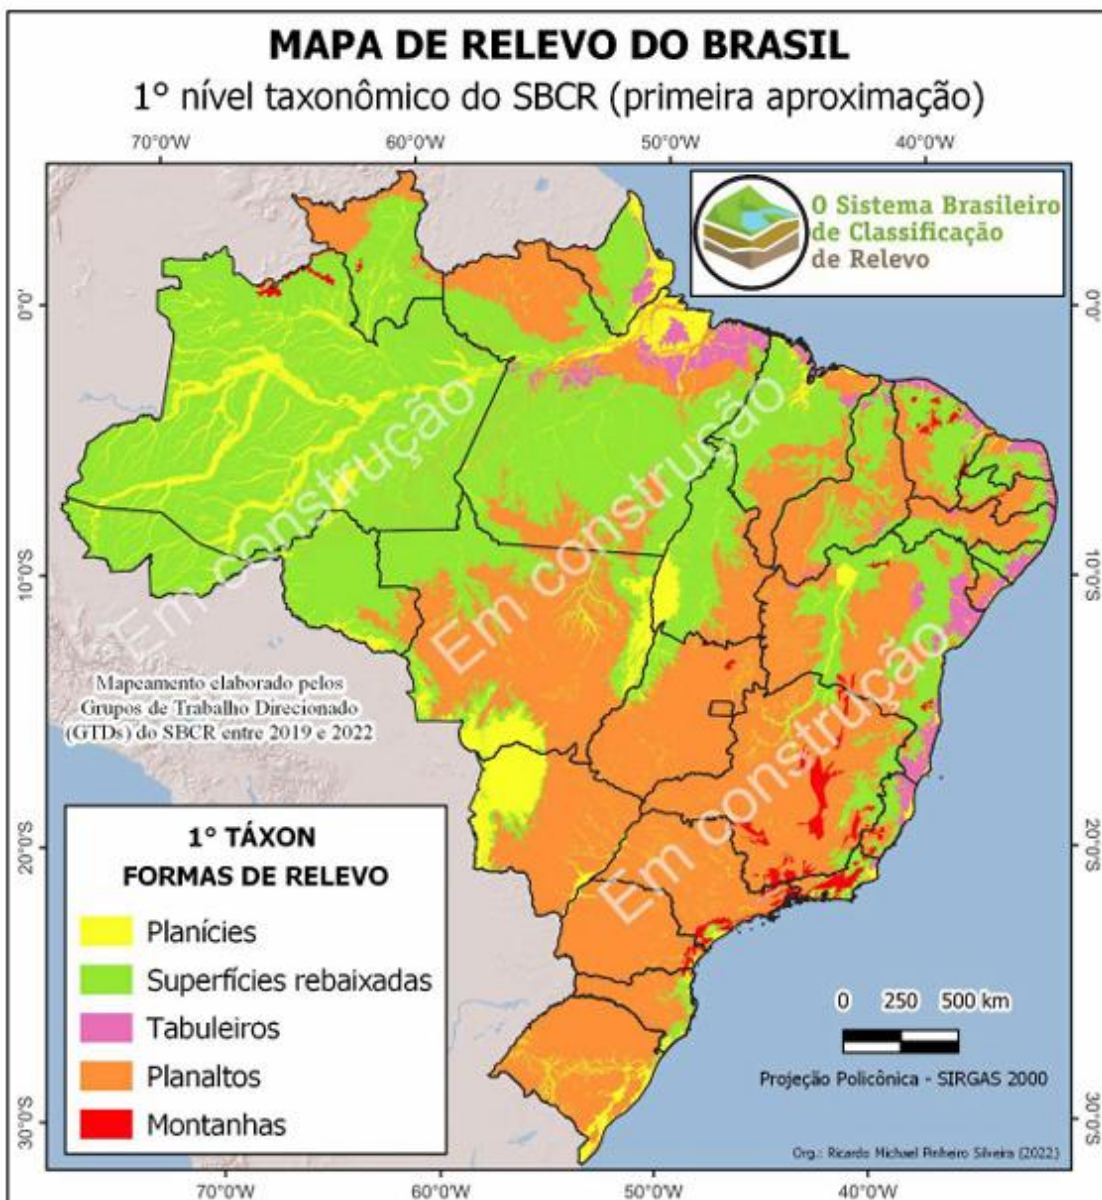 MAPA DE RELEVO DO BRASIL
1° nível taxonômico do SBCR (primeira aproximação)
70°0'W 60°0'W 50°0'W 40°0'W
O Sistema Brasileiro
de Classificação
de Relevo
0°0' 0°0'
10°0'S 10°0'S
Em construção Em construção Em construção
Mapeamento elaborado pelos
Grupos de Trabalho Direcionado
(GTDs) do SBCR entre 2019 e 2022
20°0'S 20°0'S
1° TÁXON
FORMAS DE RELEVO
Planícies
Superfícies rebaixadas
Tabuleiros
Planaltos
Montanhas
0 250 500 km
Projeção Policônica - SIRGAS 2000
30°0'S 30°0'S
Org.: Ricardo Michael Pinheiro Silveira (2022)
70°0'W 60°0'W 50°0'W 40°0'W